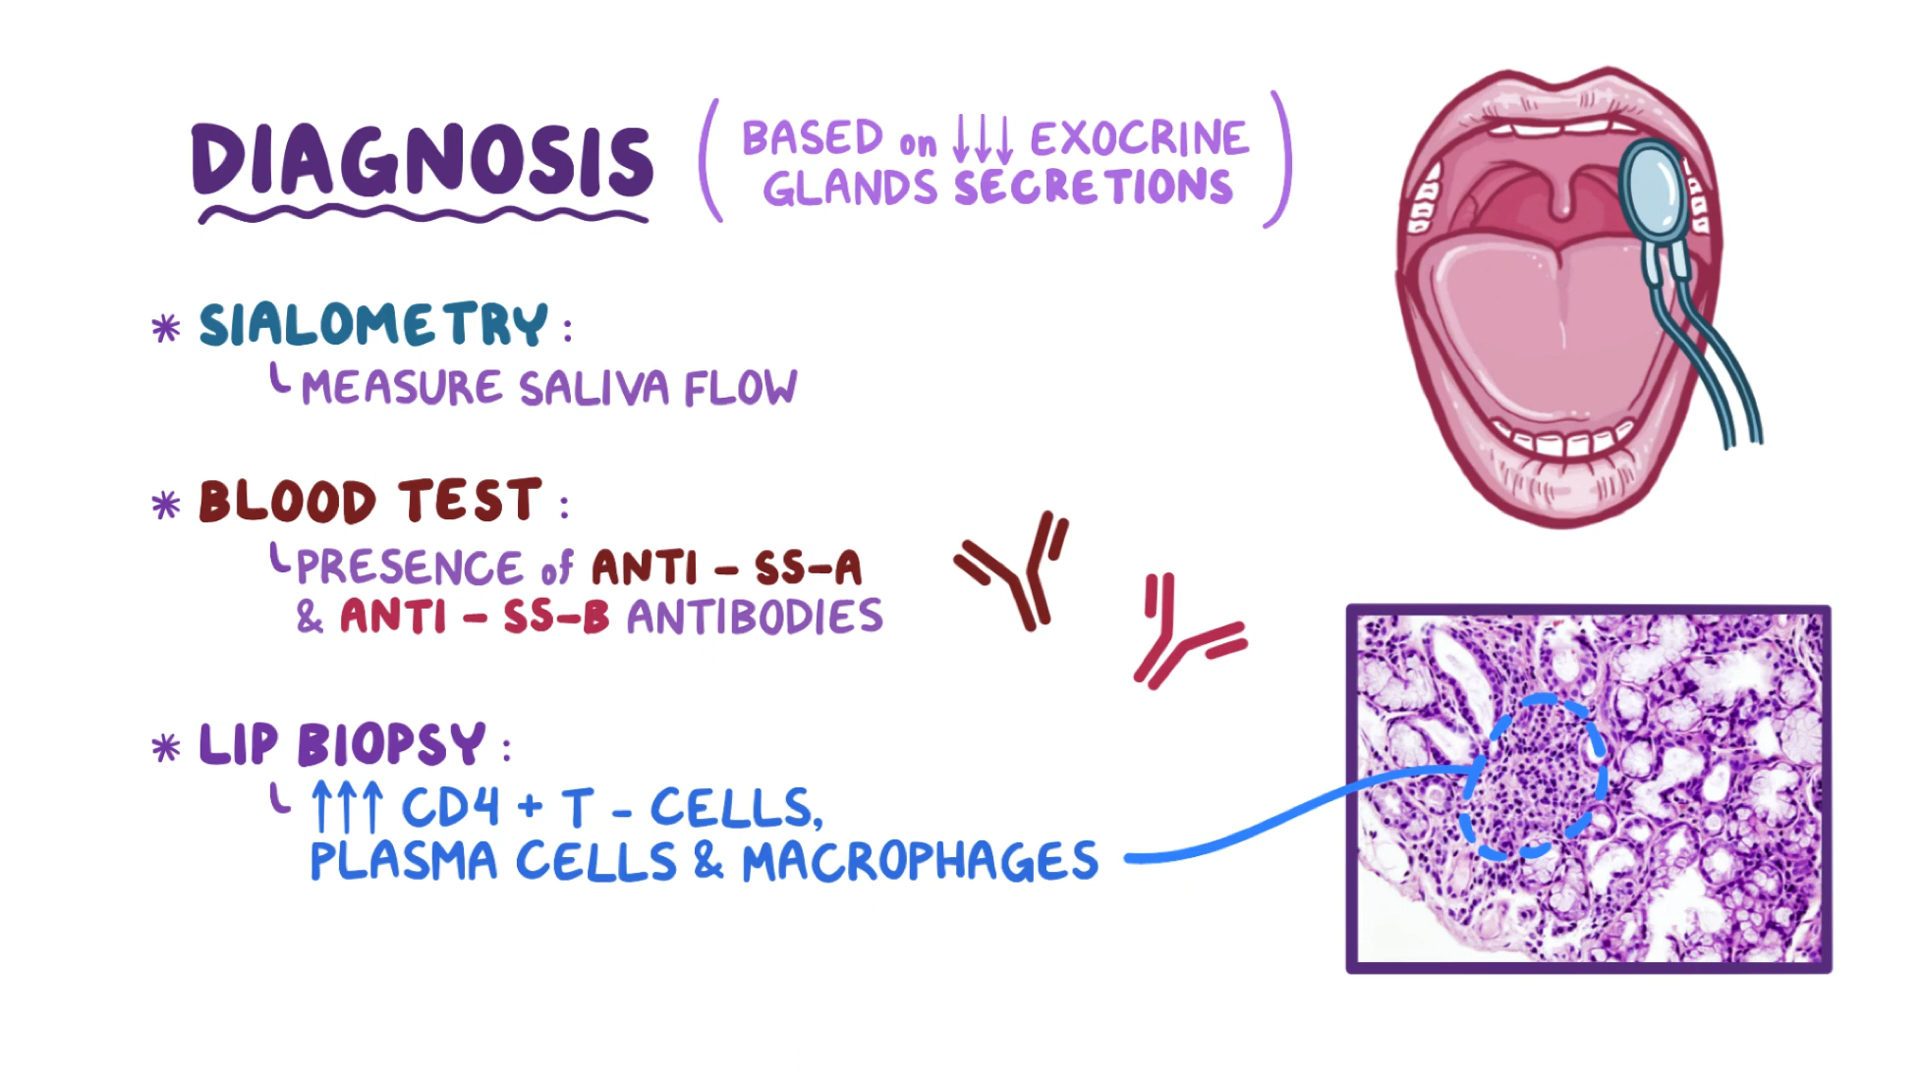 DIAGNOSIS
(BASED on ↓↓↓ EXOCRINE
GLANDS SECRETIONS)
* SIALOMETRY:
MEASURE SALIVA FLOW
* BLOOD TEST:
PRESENCE of ANTI - SS-A
& ANTI - SS-B ANTIBODIES
* LIP BIOPSY:
↑↑↑ CD4 + T - CELLS,
PLASMA CELLS & MACROPHAGES